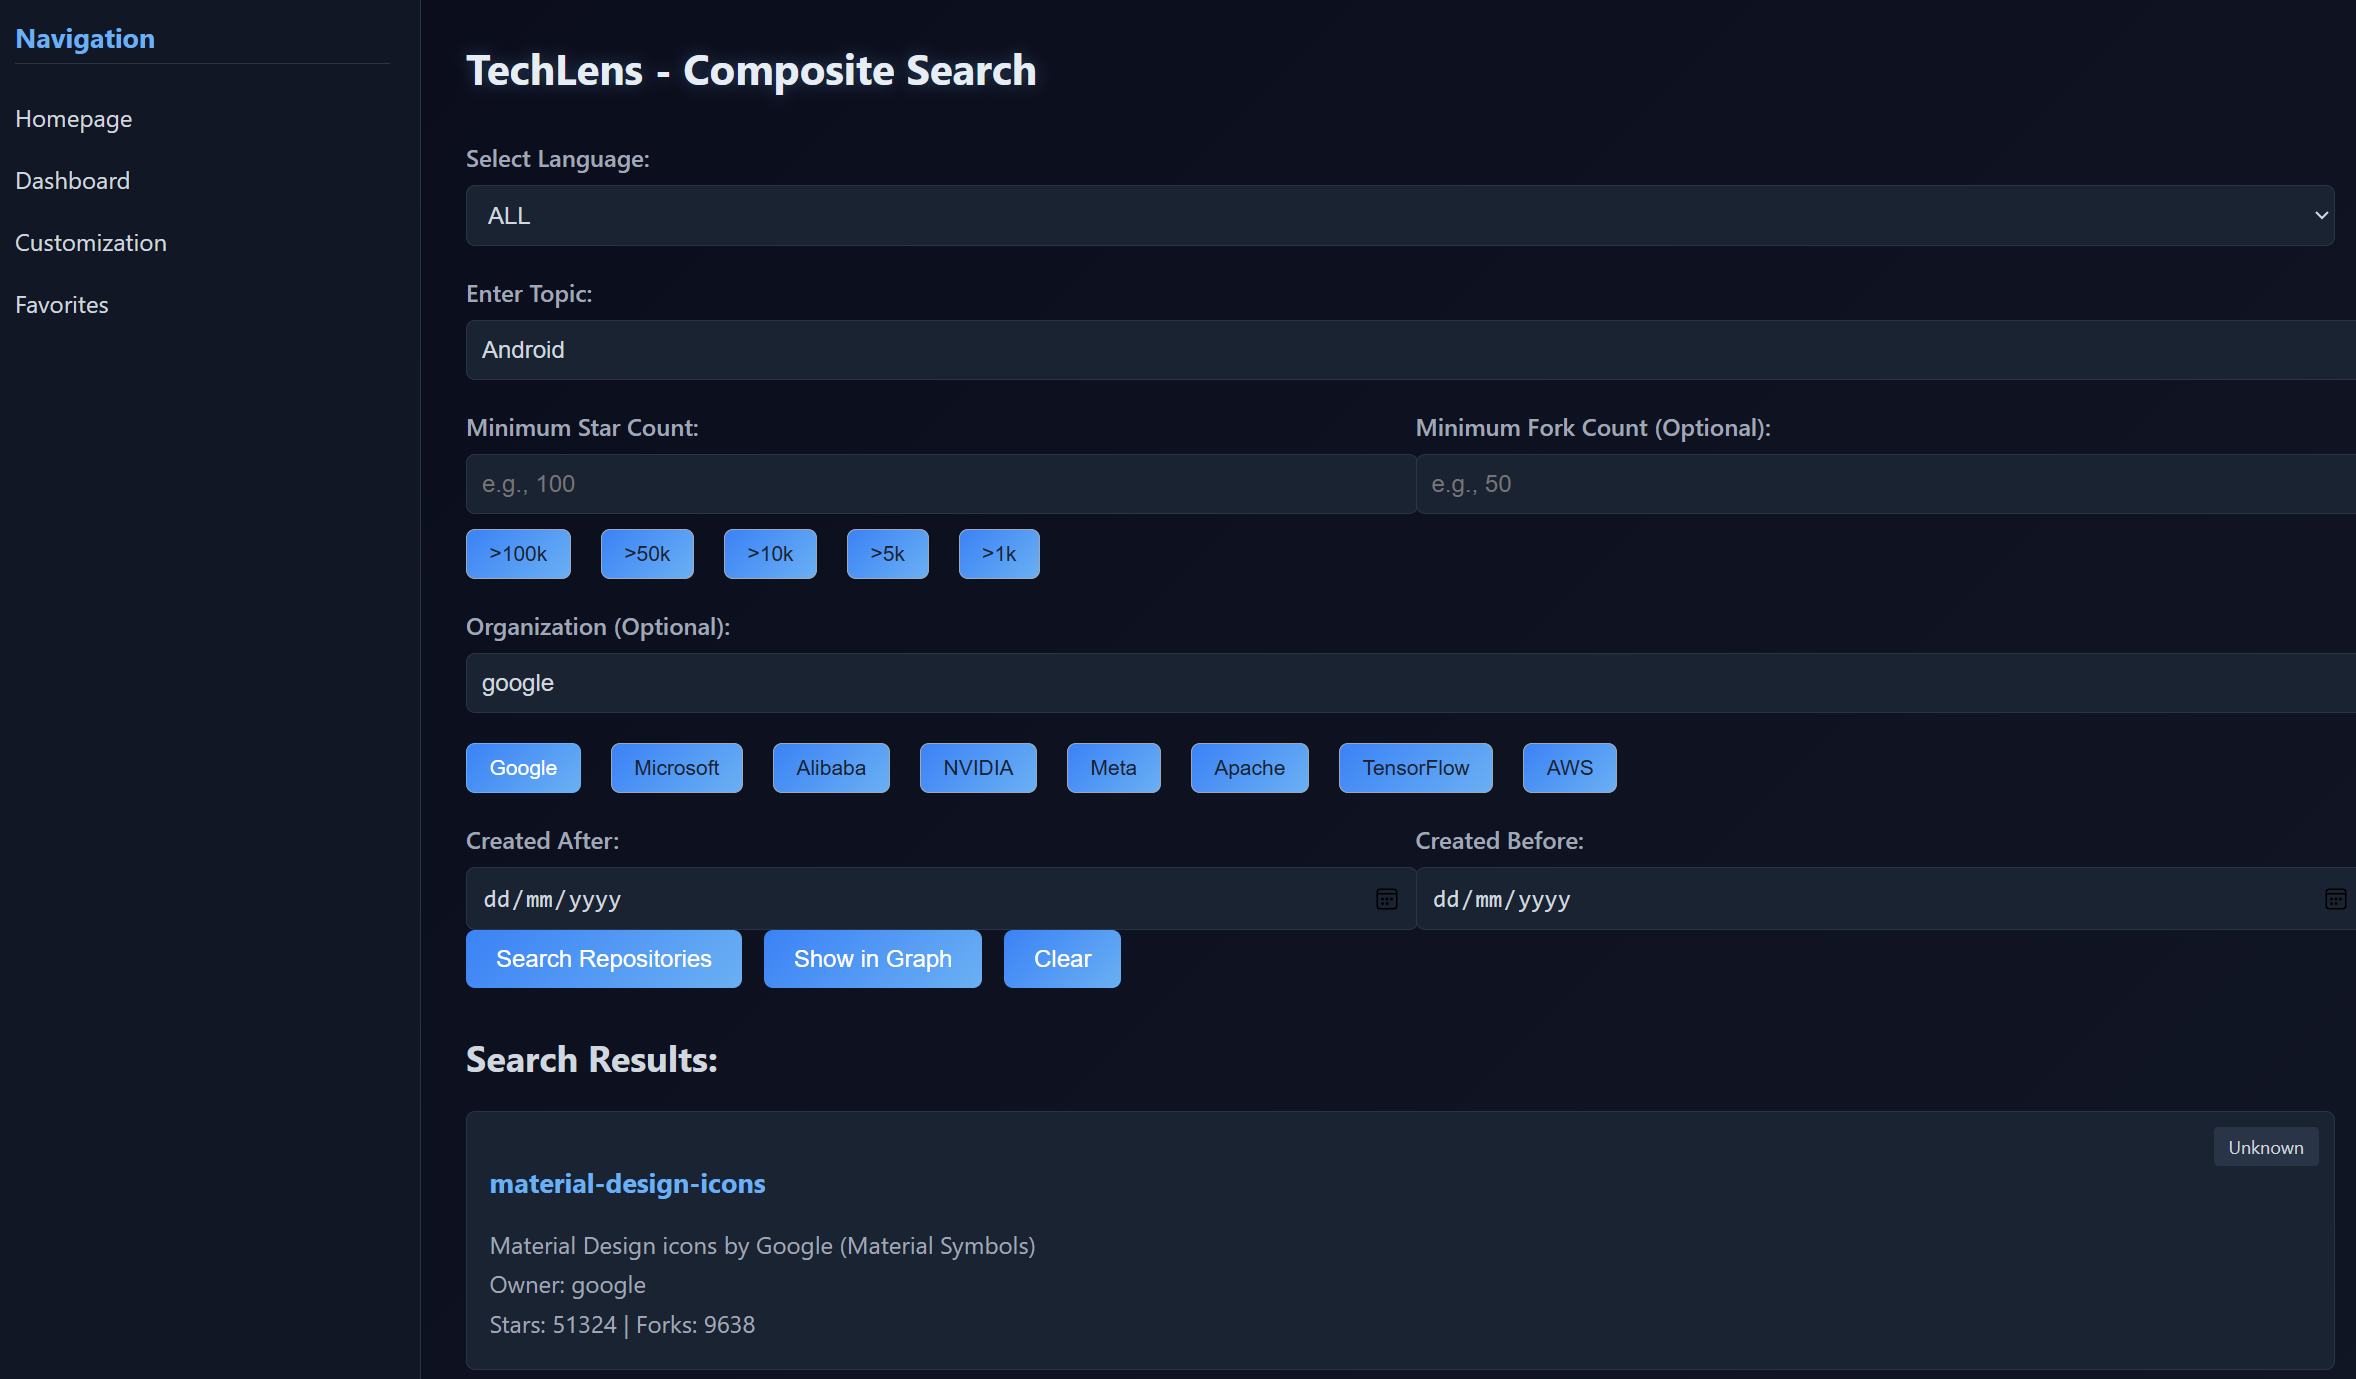 Navigation
Homepage
Dashboard
Customization
Favorites
TechLens - Composite Search
Select Language:
ALL
Enter Topic:
Android
Minimum Star Count: Minimum Fork Count (Optional):
e.g., 100 e.g., 50
>100k >50k >10k >5k >1k
Organization (Optional):
google
Google Microsoft Alibaba NVIDIA Meta Apache TensorFlow AWS
Created After: Created Before:
dd/mm/yyyy dd/mm/yyyy
Search Repositories Show in Graph Clear
Search Results:
Unknown
material-design-icons
Material Design icons by Google (Material Symbols)
Owner: google
Stars: 51324 | Forks: 9638